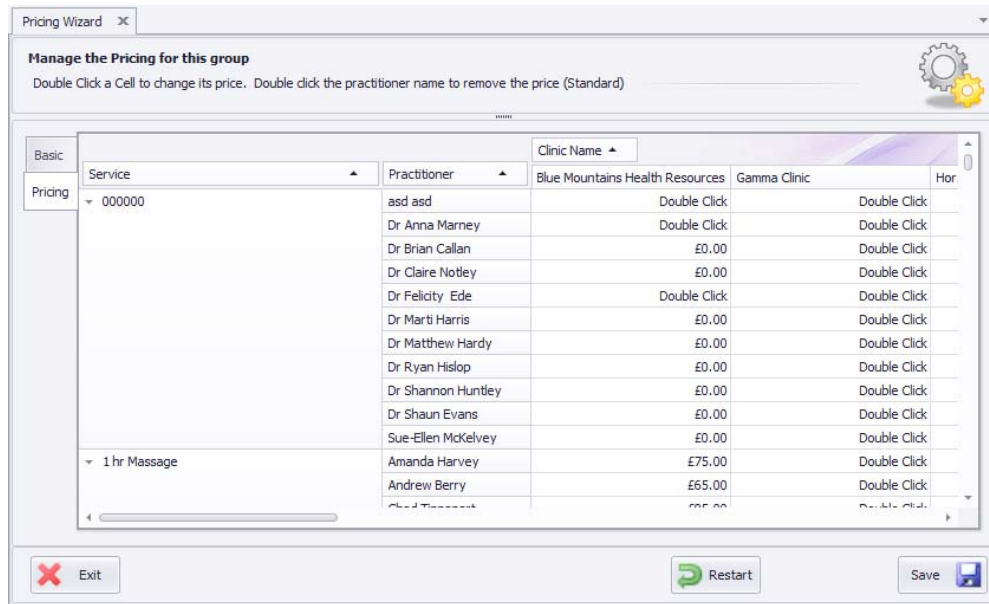 Pricing Wizard
Manage the Pricing for this group
Double Click a Cell to change its price. Double click the practitioner name to remove the price (Standard)
Basic
Pricing
Clinic Name
Service Practitioner Blue Mountains Health Resources Gamma Clinic Hor
000000 asd asd Double Click Double Click
Dr Anna Marney Double Click Double Click
Dr Brian Callan £0.00 Double Click
Dr Claire Notley £0.00 Double Click
Dr Felicity Ede Double Click Double Click
Dr Marti Harris £0.00 Double Click
Dr Matthew Hardy £0.00 Double Click
Dr Ryan Hislop £0.00 Double Click
Dr Shannon Huntley £0.00 Double Click
Dr Shaun Evans £0.00 Double Click
Sue-Ellen McKelvey £0.00 Double Click
1 hr Massage Amanda Harvey £75.00 Double Click
Andrew Berry £65.00 Double Click
Double Click
Exit Restart Save